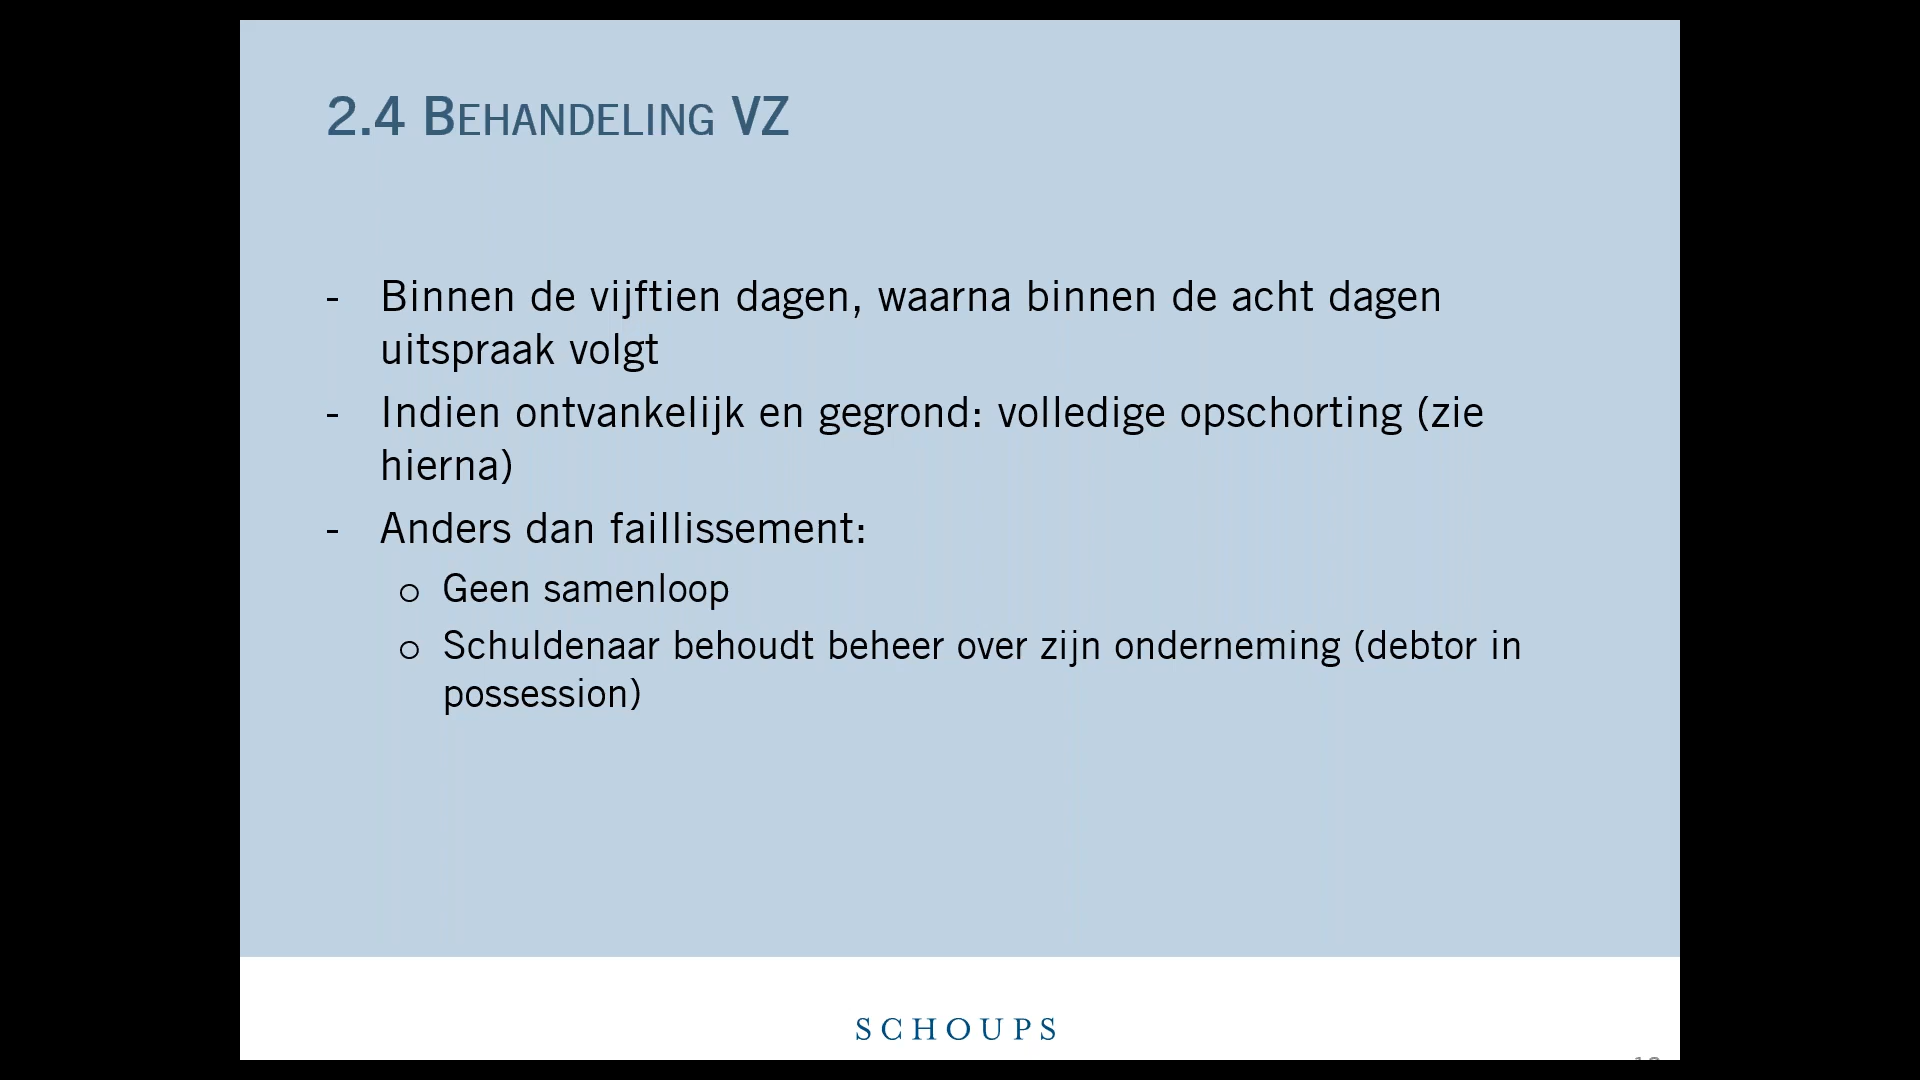 2.4 BEHANDELING VZ
- Binnen de vijftien dagen, waarna binnen de acht dagen
uitspraak volgt
- Indien ontvankelijk en gegrond: volledige opschorting (zie
hierna)
- Anders dan faillissement:
o Geen samenloop
o Schuldenaar behoudt beheer over zijn onderneming (debtor in
possession)
SCHOUPS